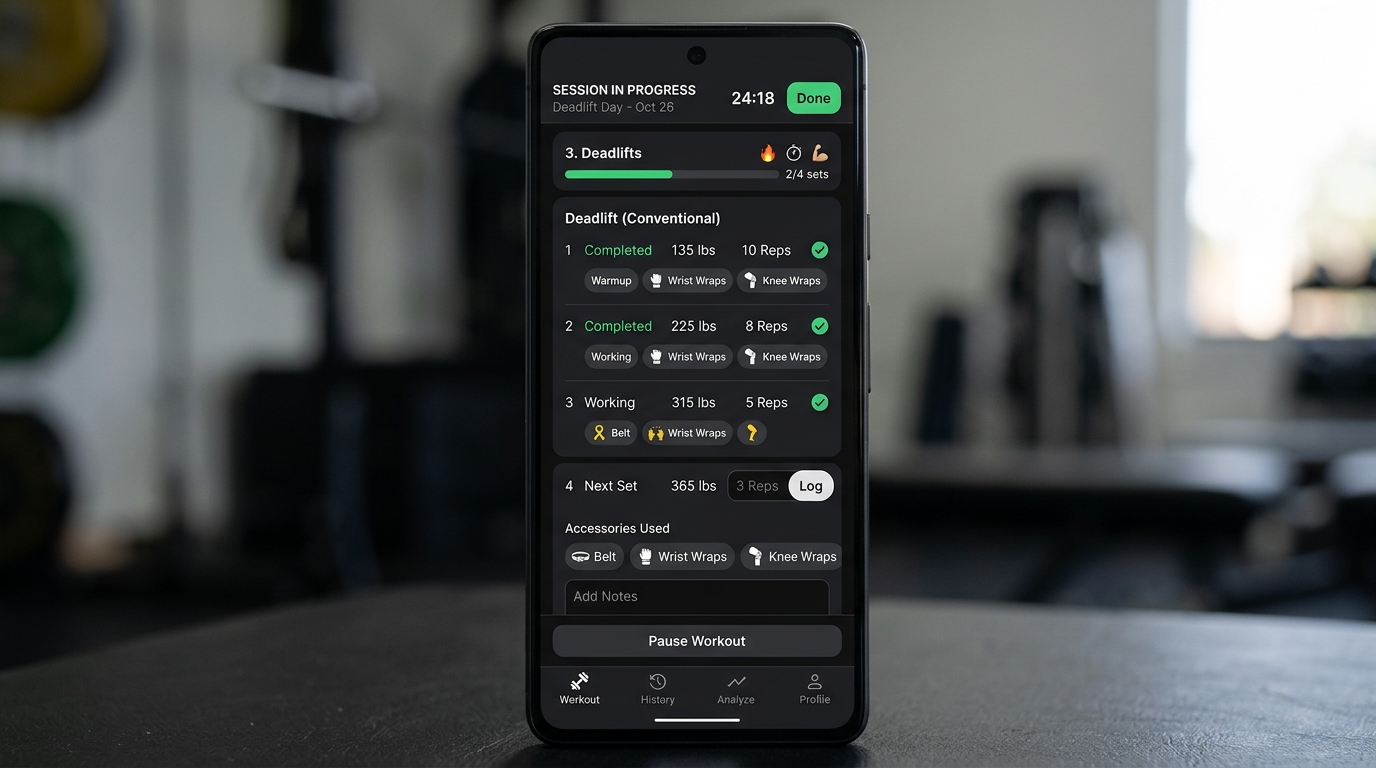 SESSION IN PROGRESS
Deadlift Day - Oct 26
24:18
Done
3. Deadlifts
2/4 sets
Deadlift (Conventional)
1 Completed 135 lbs 10 Reps
Warmup Wrist Wraps Knee Wraps
2 Completed 225 lbs 8 Reps
Working Wrist Wraps Knee Wraps
3 Working 315 lbs 5 Reps
Belt Wrist Wraps
4 Next Set 365 lbs 3 Reps Log
Accessories Used
Belt Wrist Wraps Knee Wraps
Add Notes
Pause Workout
Werkout History Analyze Profile